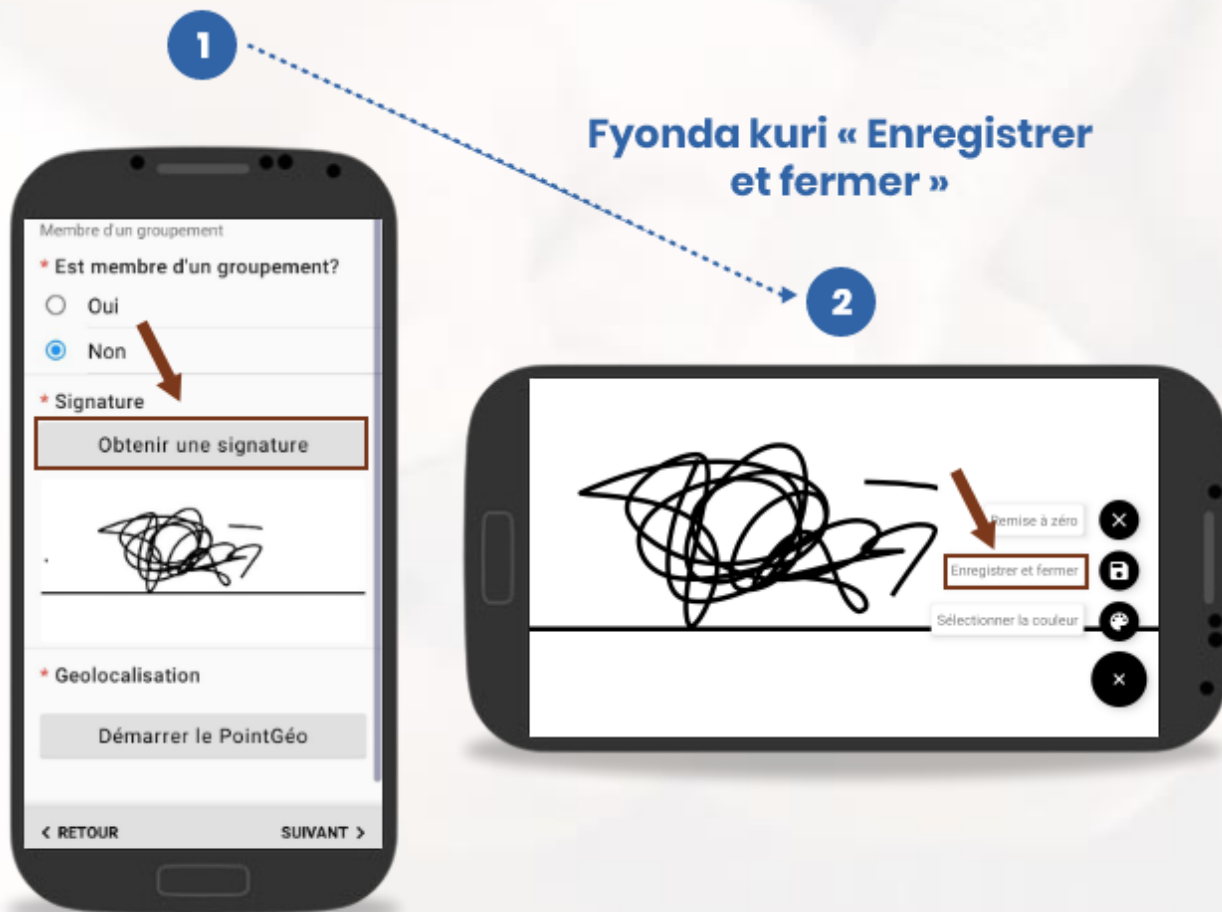 1
Fyonda kuri « Enregistrer
et fermer »
2
Membre d'un groupement
* Est membre d'un groupement?
Oui
Non
* Signature
Obtenir une signature
* Geolocalisation
Démarrer le PointGéo
< RETOUR
SUIVANT >
Remise à zéro
Enregistrer et fermer
Sélectionner la couleur